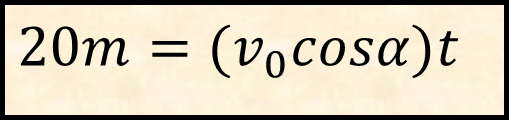 20m = (v₀cosα)t